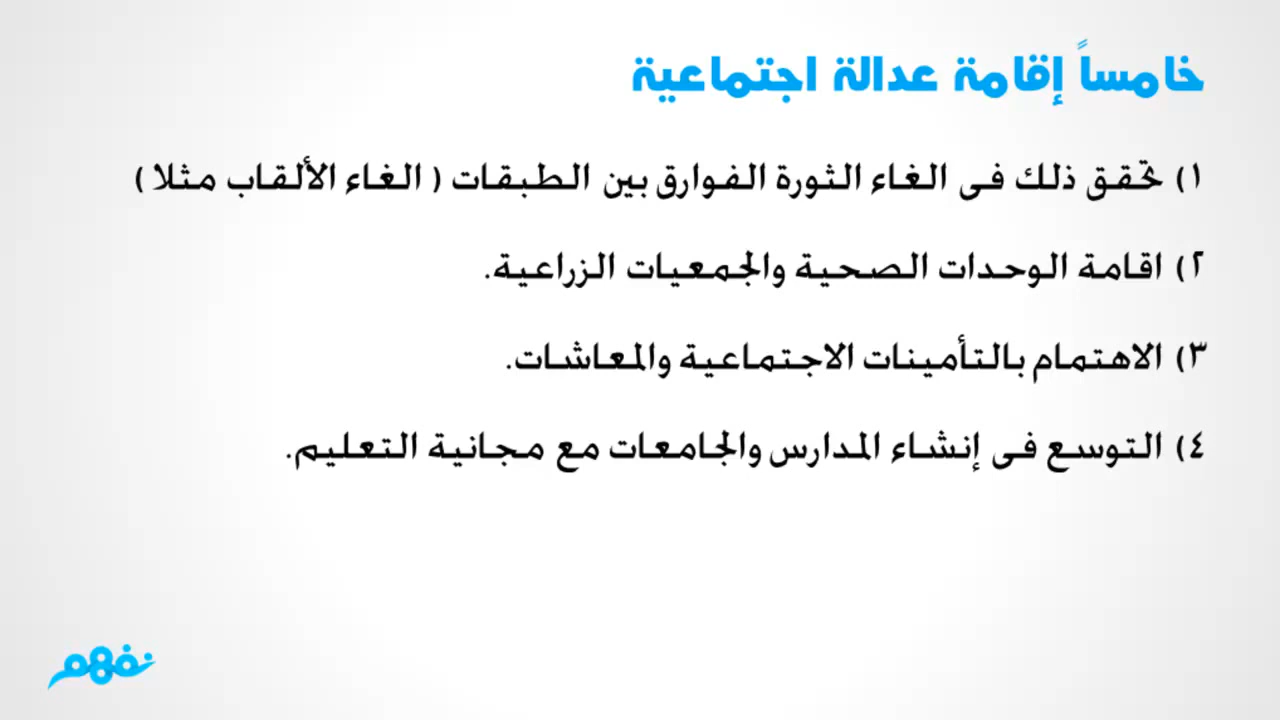 خامساً إقامة عدالة اجتماعية
١) تحقق ذلك فى الغاء الثورة الفوارق بين الطبقات ( الغاء الألقاب مثلا )
٢) اقامة الوحدات الصحية والجمعيات الزراعية.
٣) الاهتمام بالتأمينات الاجتماعية والمعاشات.
٤) التوسع فى إنشاء المدارس والجامعات مع مجانية التعليم.
نفهم